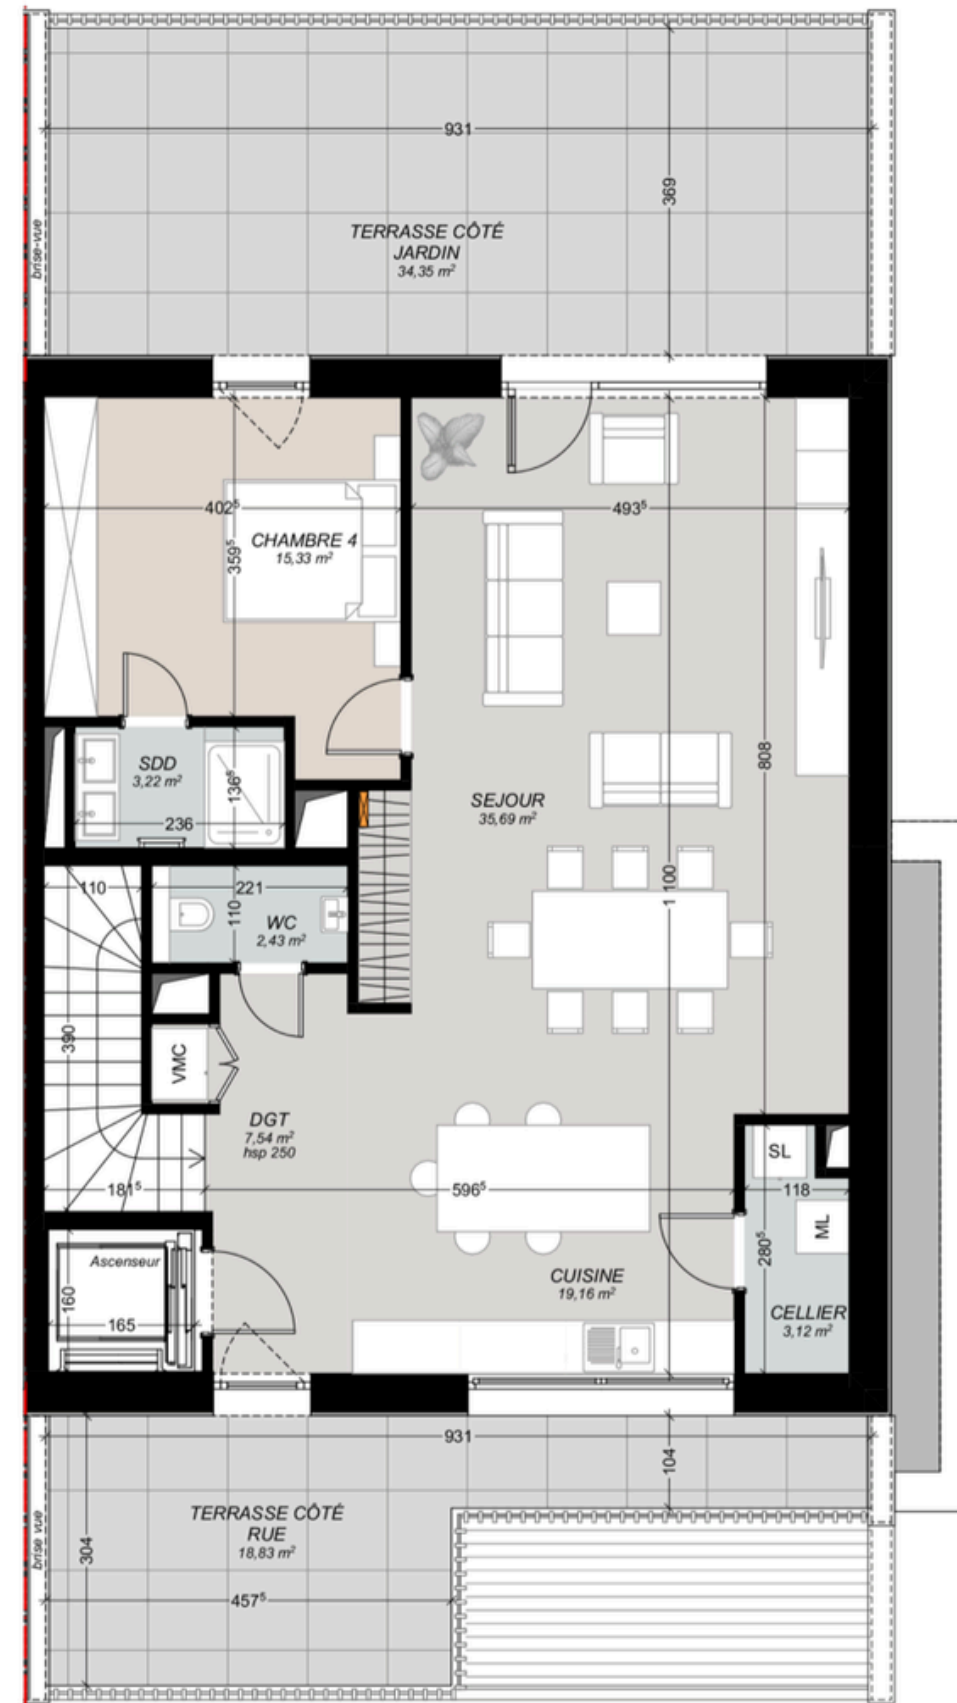 931
369
brise-vue
TERRASSE CÔTÉ
JARDIN
34,35 m²
402⁵
493⁵
359⁵
CHAMBRE 4
15,33 m²
808
SDD
3,22 m²
136⁵
236
SEJOUR
35,69 m²
1 100
110
221
110
WC
2,43 m²
390
VMC
DGT
7,54 m²
hsp 250
SL
181⁵
596⁵
118
ML
280⁵
Ascenseur
160
165
CUISINE
19,16 m²
CELLIER
3,12 m²
931
104
TERRASSE CÔTÉ
RUE
18,83 m²
brise vue
304
457⁵